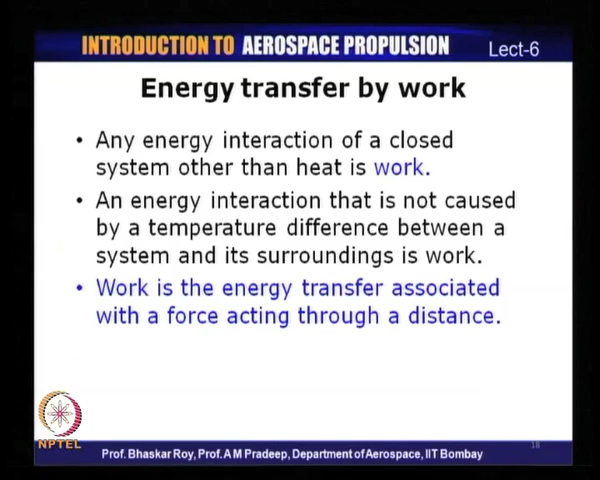 INTRODUCTION TO AEROSPACE PROPULSION Lect-6
Energy transfer by work
• Any energy interaction of a closed
system other than heat is work.
• An energy interaction that is not caused
by a temperature difference between a
system and its surroundings is work.
• Work is the energy transfer associated
with a force acting through a distance.
NPTEL
18
Prof. Bhaskar Roy, Prof. A M Pradeep, Department of Aerospace, IIT Bombay